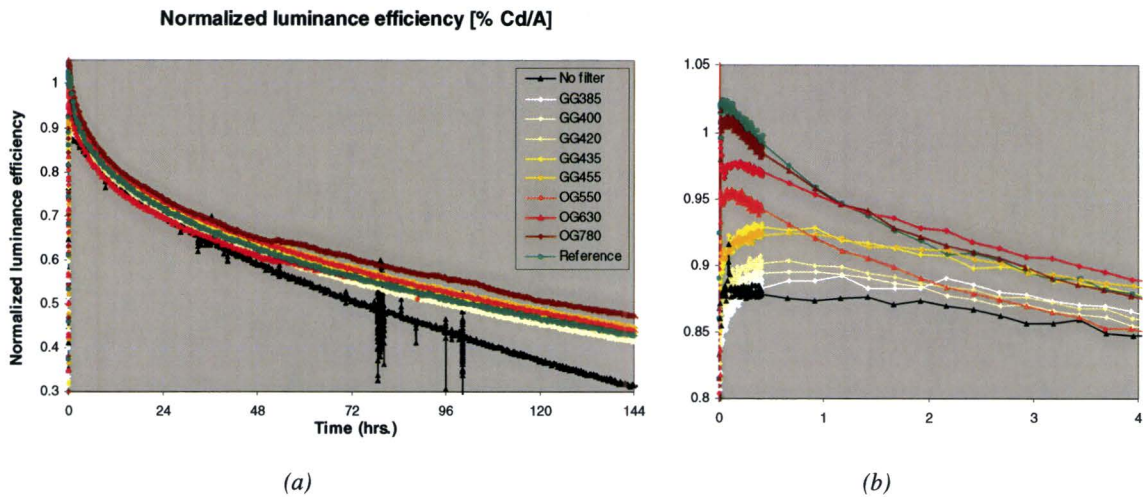 Normalized luminance efficiency [% Cd/A]
Normalized luminance efficiency
1
0.9
0.8
0.7
0.6
0.5
0.4
0.3
0
24
48
72
96
120
144
Time (hrs.)
No filter
GG385
GG400
GG420
GG435
GG455
OG550
OG630
OG780
Reference
(a)
1.05
1
0.95
0.9
0.85
0.8
0
1
2
3
4
(b)